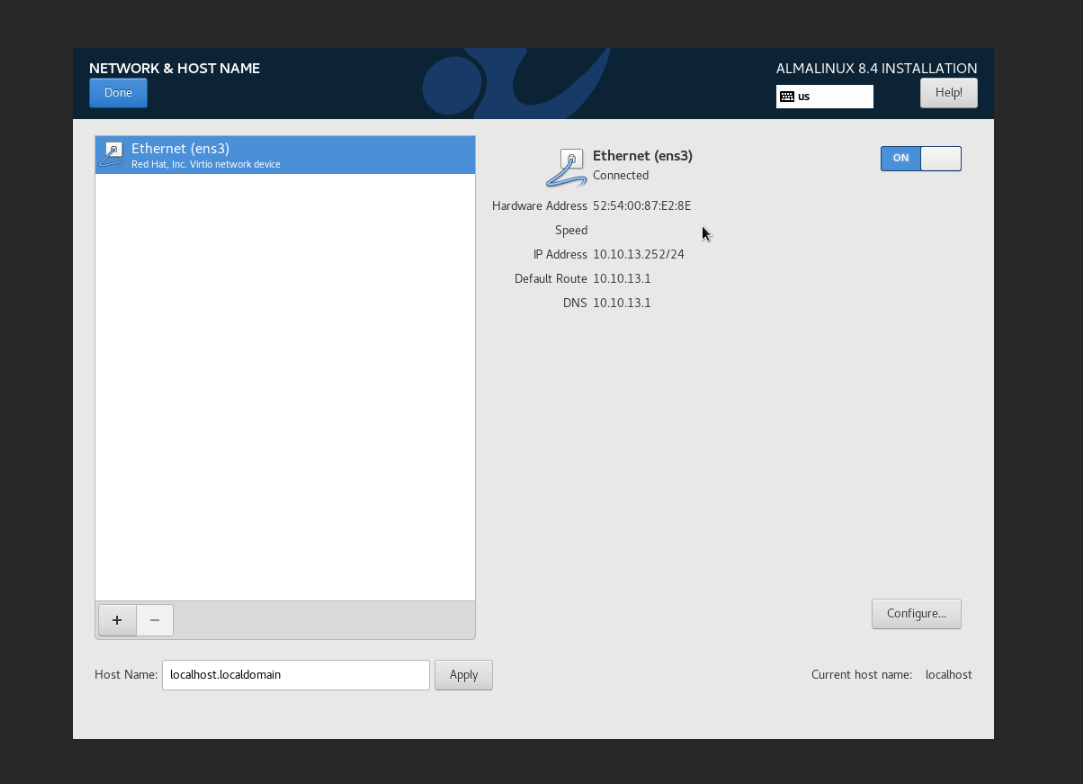 NETWORK & HOST NAME
ALMALINUX 8.4 INSTALLATION
Done
us
Help!
Ethernet (ens3)
Red Hat, Inc. Virtio network device
Ethernet (ens3)
Connected
ON
Hardware Address 52:54:00:87:E2:8E
Speed
IP Address 10.10.13.252/24
Default Route 10.10.13.1
DNS 10.10.13.1
+ −
Configure...
Host Name: localhost.localdomain Apply
Current host name: localhost